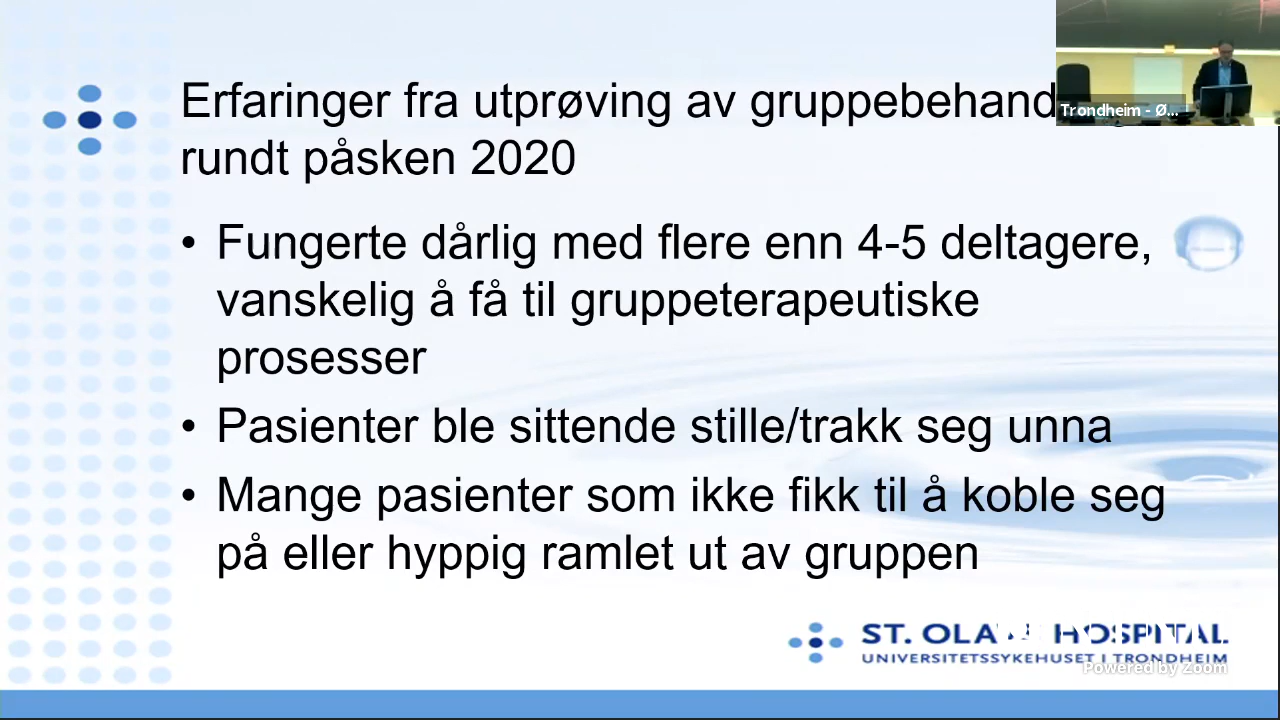 Erfaringer fra utprøving av gruppebehand
Trondheim - Ø...
rundt påsken 2020
• Fungerte dårlig med flere enn 4-5 deltagere,
vanskelig å få til gruppeterapeutiske
prosesser
• Pasienter ble sittende stille/trakk seg unna
• Mange pasienter som ikke fikk til å koble seg
på eller hyppig ramlet ut av gruppen
ST. OLAVS HOSPITAL
UNIVERSITETSSYKEHUSET I TRONDHEIM
Powered by Zoom